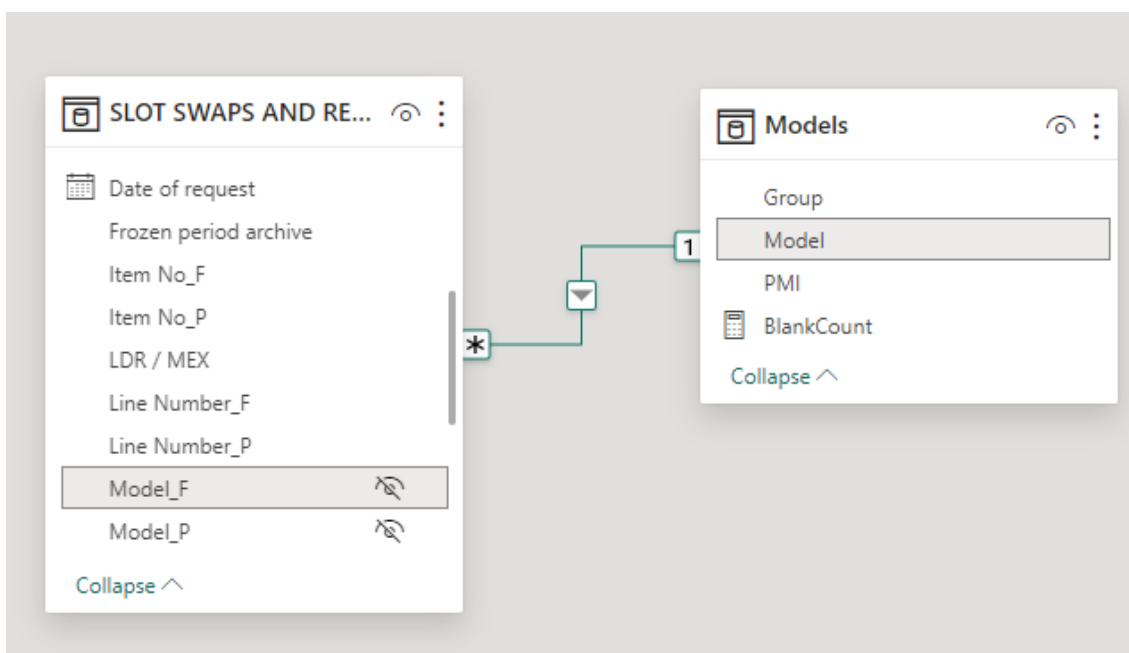 SLOT SWAPS AND RE...
Date of request
Frozen period archive
Item No_F
Item No_P
LDR / MEX
Line Number_F
Line Number_P
Model_F
Model_P
Collapse
*
1
Models
Group
Model
PMI
BlankCount
Collapse